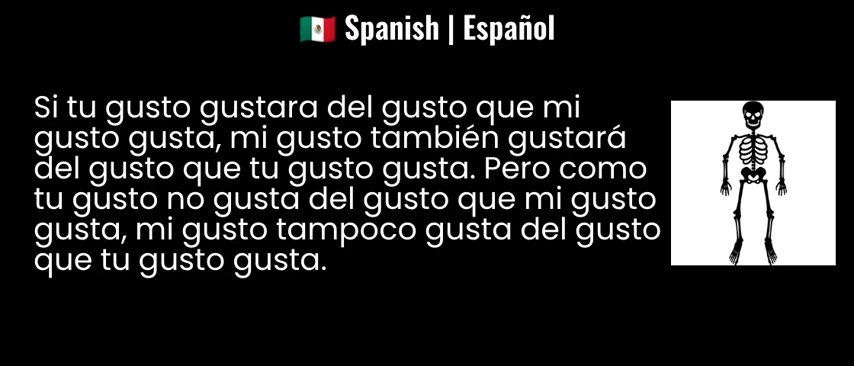 Spanish | Español
Si tu gusto gustara del gusto que mi
gusto gusta, mi gusto también gustará
del gusto que tu gusto gusta. Pero como
tu gusto no gusta del gusto que mi gusto
gusta, mi gusto tampoco gusta del gusto
que tu gusto gusta.